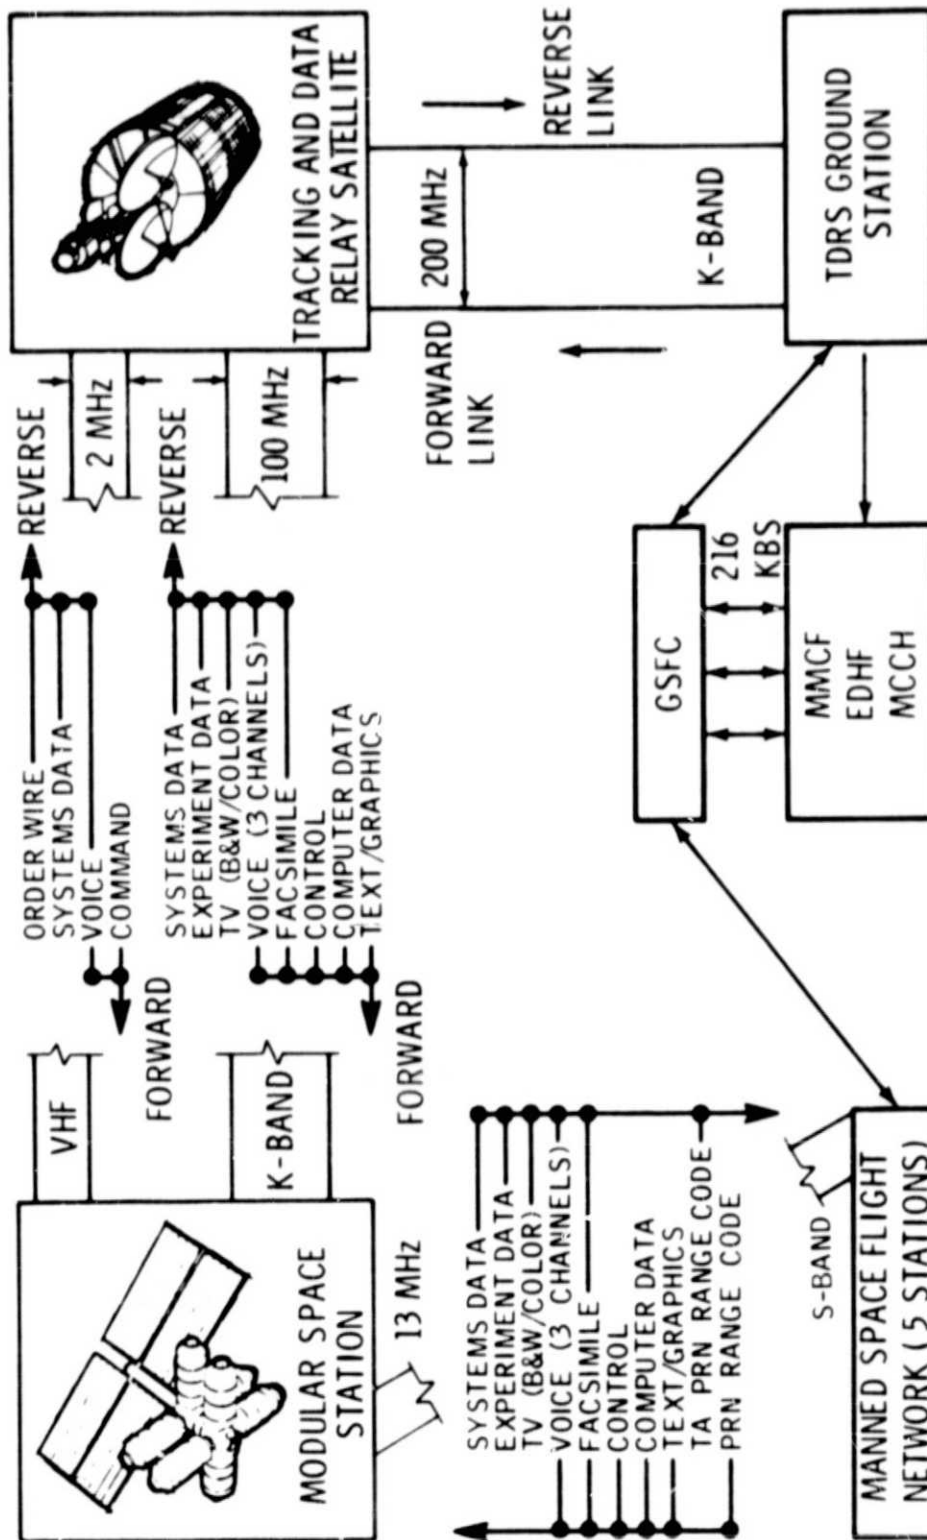 MODULAR SPACE
STATION
VHF
K-BAND
FORWARD
FORWARD
ORDER WIRE
SYSTEMS DATA
VOICE
COMMAND
REVERSE
SYSTEMS DATA
EXPERIMENT DATA
TV (B&W/COLOR)
VOICE (3 CHANNELS)
FACSIMILE
CONTROL
COMPUTER DATA
TEXT/GRAPHICS
REVERSE
2 MHz
100 MHz
TRACKING AND DATA
RELAY SATELLITE
13 MHz
SYSTEMS DATA
EXPERIMENT DATA
TV (B&W/COLOR)
VOICE (3 CHANNELS)
FACSIMILE
CONTROL
COMPUTER DATA
TEXT/GRAPHICS
TA PRN RANGE CODE
PRN RANGE CODE
FORWARD
LINK
200 MHz
REVERSE
LINK
K-BAND
S-BAND
MANNED SPACE FLIGHT
NETWORK (5 STATIONS)
GSFC
216
KBS
MMCF
EDHF
MCCH
TDRS GROUND
STATION